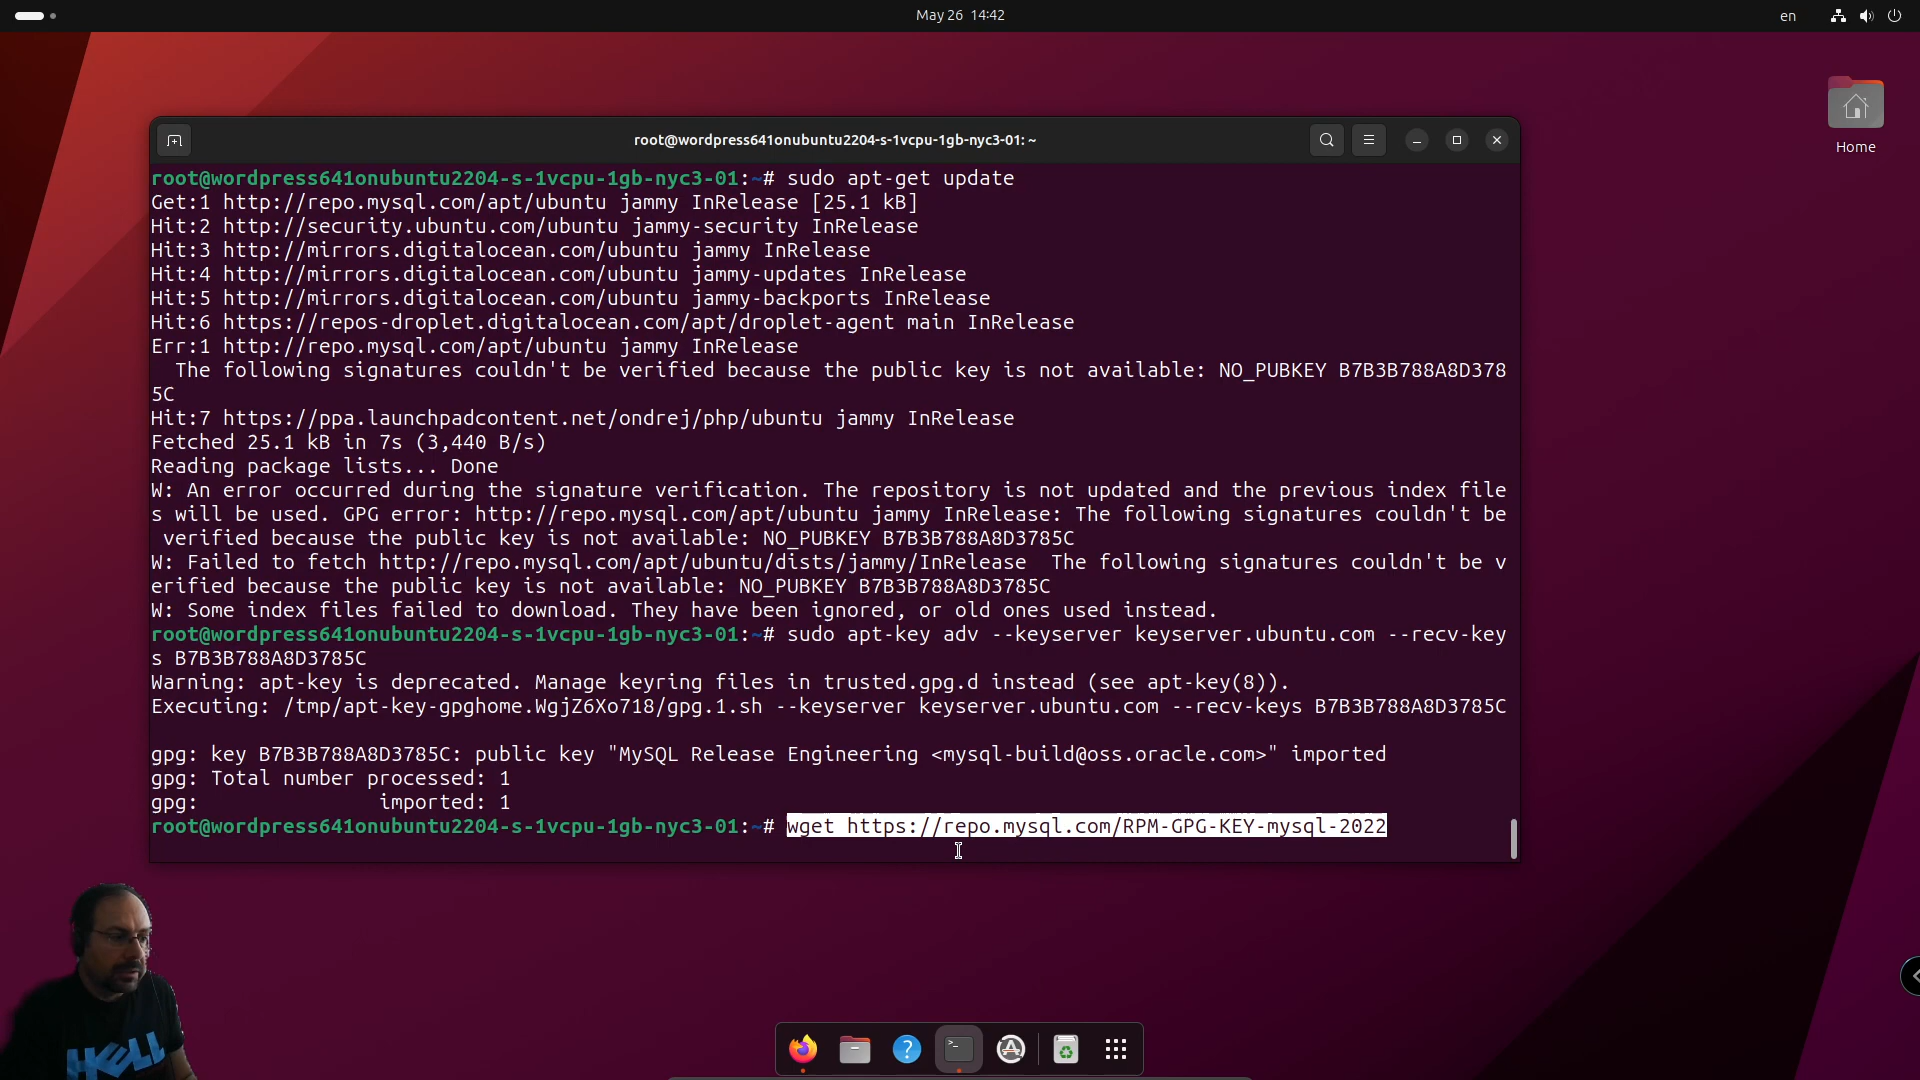 May 26 14:42
en
root@wordpress641onubuntu2204-s-1vcpu-1gb-nyc3-01: ~
Home
root@wordpress641onubuntu2204-s-1vcpu-1gb-nyc3-01:~# sudo apt-get update
Get:1 http://repo.mysql.com/apt/ubuntu jammy InRelease [25.1 kB]
Hit:2 http://security.ubuntu.com/ubuntu jammy-security InRelease
Hit:3 http://mirrors.digitalocean.com/ubuntu jammy InRelease
Hit:4 http://mirrors.digitalocean.com/ubuntu jammy-updates InRelease
Hit:5 http://mirrors.digitalocean.com/ubuntu jammy-backports InRelease
Hit:6 https://repos-droplet.digitalocean.com/apt/droplet-agent main InRelease
Err:1 http://repo.mysql.com/apt/ubuntu jammy InRelease
The following signatures couldn't be verified because the public key is not available: NO_PUBKEY B7B3B788A8D378
5C
Hit:7 https://ppa.launchpadcontent.net/ondrej/php/ubuntu jammy InRelease
Fetched 25.1 kB in 7s (3,440 B/s)
Reading package lists... Done
W: An error occurred during the signature verification. The repository is not updated and the previous index file
s will be used. GPG error: http://repo.mysql.com/apt/ubuntu jammy InRelease: The following signatures couldn't be
verified because the public key is not available: NO_PUBKEY B7B3B788A8D3785C
W: Failed to fetch http://repo.mysql.com/apt/ubuntu/dists/jammy/InRelease  The following signatures couldn't be v
erified because the public key is not available: NO_PUBKEY B7B3B788A8D3785C
W: Some index files failed to download. They have been ignored, or old ones used instead.
root@wordpress641onubuntu2204-s-1vcpu-1gb-nyc3-01:~# sudo apt-key adv --keyserver keyserver.ubuntu.com --recv-key
s B7B3B788A8D3785C
Warning: apt-key is deprecated. Manage keyring files in trusted.gpg.d instead (see apt-key(8)).
Executing: /tmp/apt-key-gpghome.WgjZ6Xo718/gpg.1.sh --keyserver keyserver.ubuntu.com --recv-keys B7B3B788A8D3785C
gpg: key B7B3B788A8D3785C: public key "MySQL Release Engineering <mysql-build@oss.oracle.com>" imported
gpg: Total number processed: 1
gpg:               imported: 1
root@wordpress641onubuntu2204-s-1vcpu-1gb-nyc3-01:~# wget https://repo.mysql.com/RPM-GPG-KEY-mysql-2022